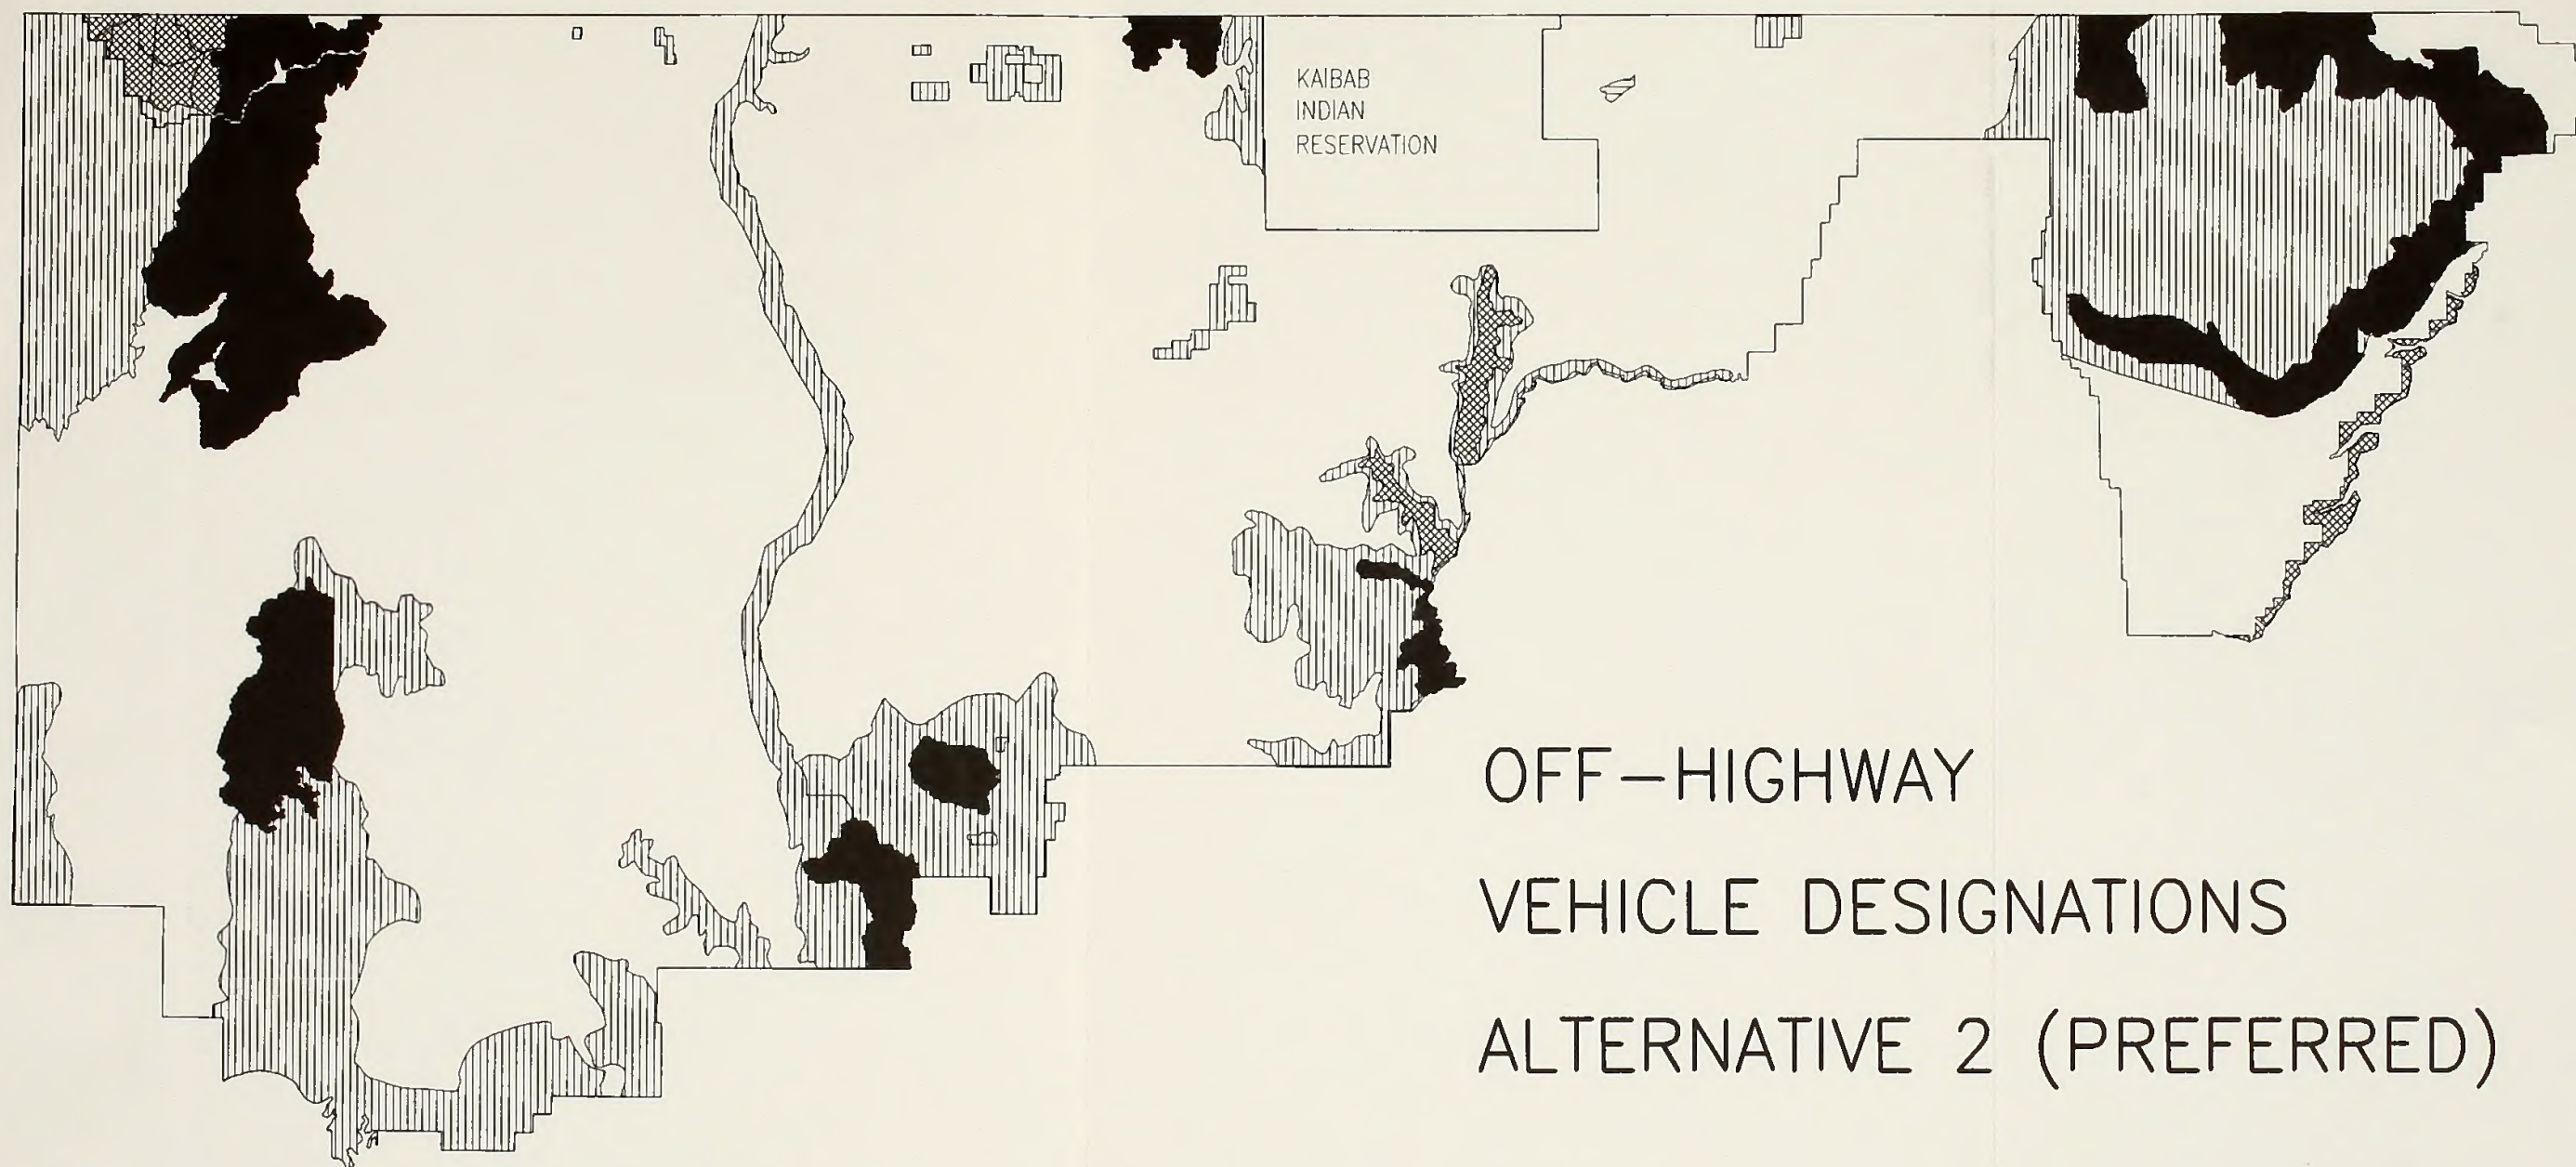 KAIBAB
INDIAN
RESERVATION
OFF-HIGHWAY
VEHICLE DESIGNATIONS
ALTERNATIVE 2 (PREFERRED)